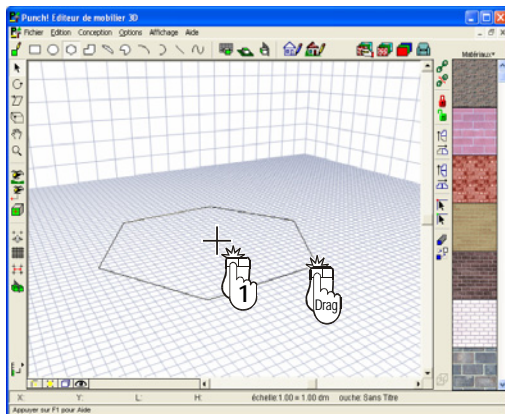 Punch! Editeur de mobilier 3D
Fichier Edition Conception Options Affichage Aide
Matériaux
1
Drag
X: Y: L: H: échelle:1.00 = 1.00 dm ouche: Sans Titre
Appuyer sur F1 pour Aide